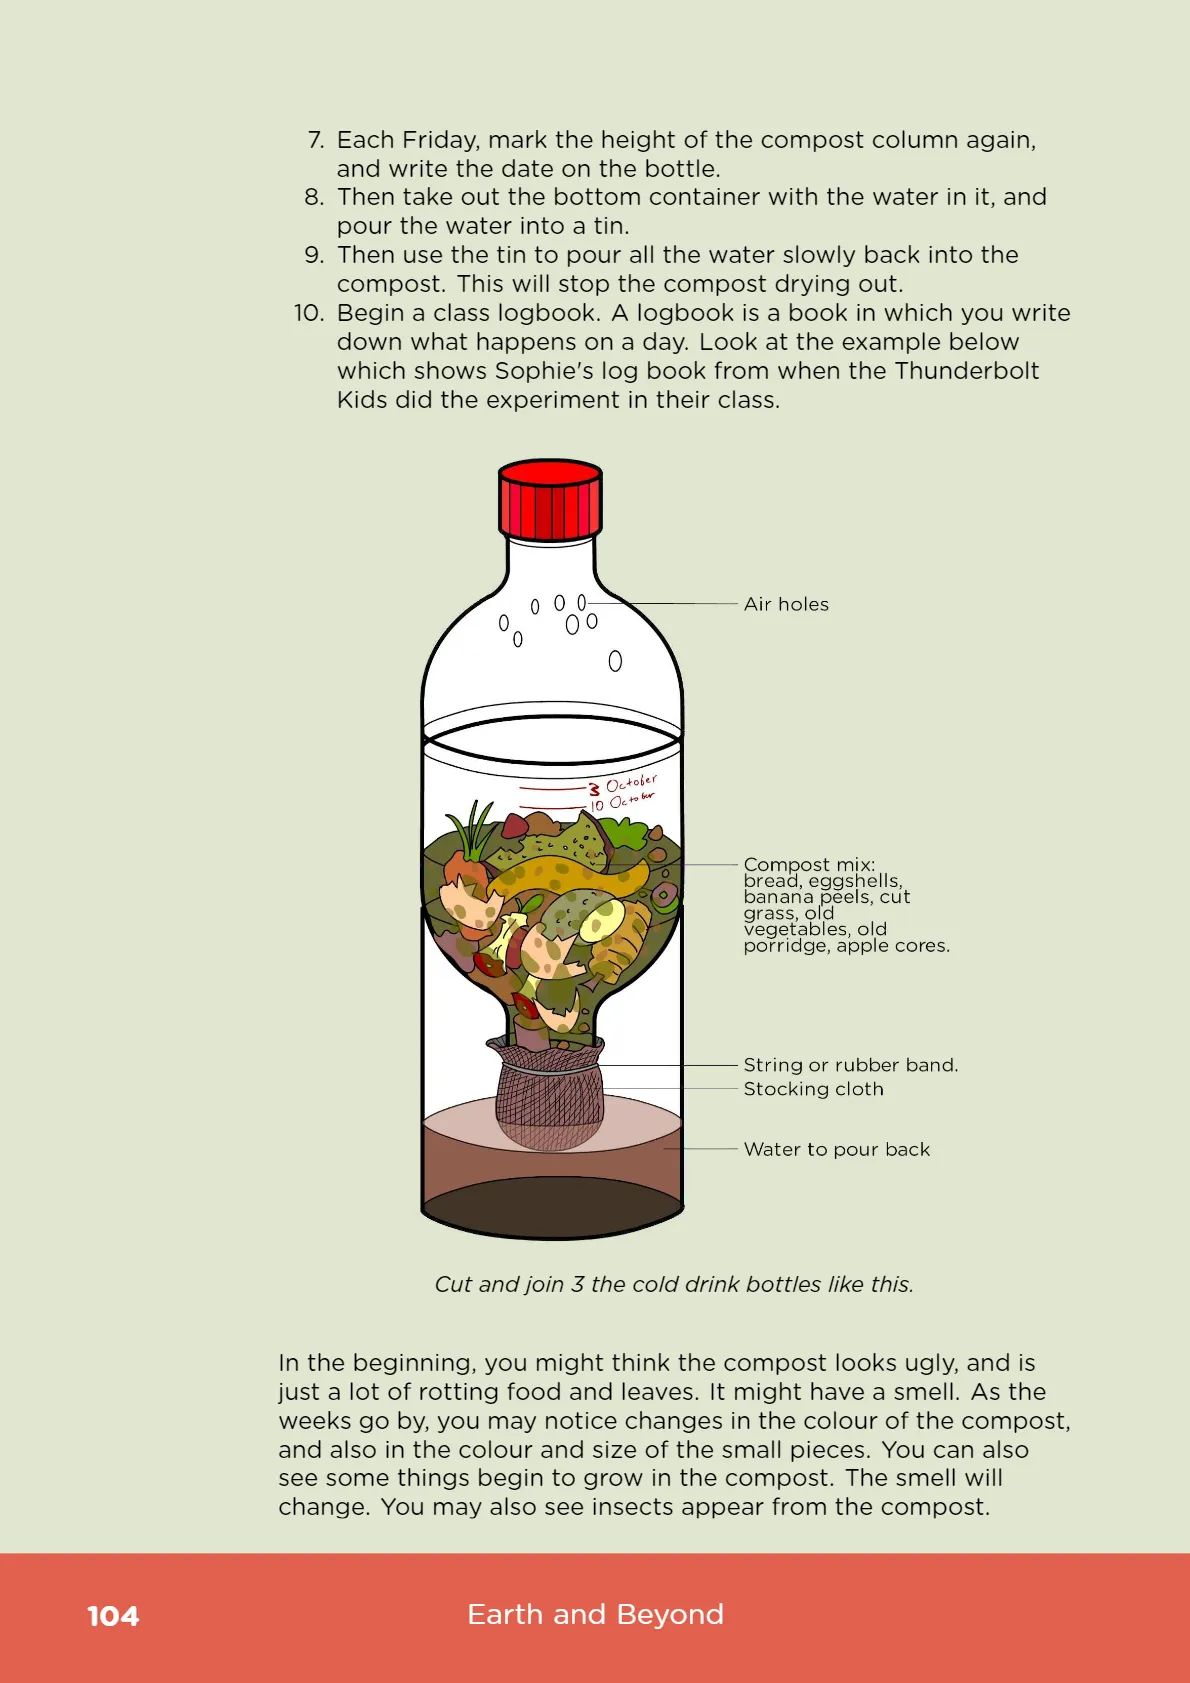 7. Each Friday, mark the height of the compost column again,
and write the date on the bottle.
8. Then take out the bottom container with the water in it, and
pour the water into a tin.
9. Then use the tin to pour all the water slowly back into the
compost. This will stop the compost drying out.
10. Begin a class logbook. A logbook is a book in which you write
down what happens on a day. Look at the example below
which shows Sophie's log book from when the Thunderbolt
Kids did the experiment in their class.
Air holes
3 October
10 October
Compost mix:
bread, eggshells,
banana peels, cut
grass, old
vegetables, old
porridge, apple cores.
String or rubber band.
Stocking cloth
Water to pour back
Cut and join 3 the cold drink bottles like this.
In the beginning, you might think the compost looks ugly, and is
just a lot of rotting food and leaves. It might have a smell. As the
weeks go by, you may notice changes in the colour of the compost,
and also in the colour and size of the small pieces. You can also
see some things begin to grow in the compost. The smell will
change. You may also see insects appear from the compost.
104
Earth and Beyond